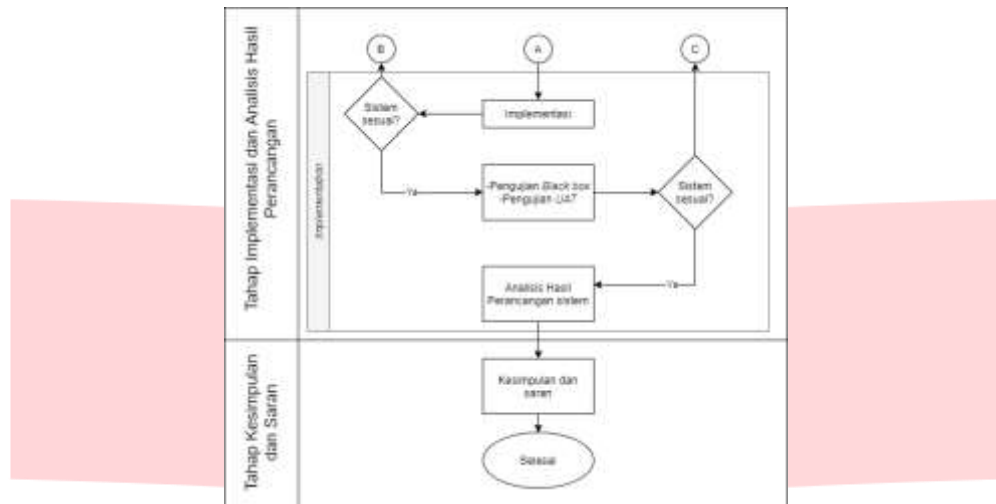 Tahap Implementasi dan Analisis Hasil
Perancangan
Implementation
B
A
C
Sistem
sesuai?
Implementasi
Ya
-Pengujian Black box
-Pengujian UAT
Sistem
sesuai?
Ya
Analisis Hasil
Perancangan sistem
Tahap Kesimpulan
dan Saran
Kesimpulan dan
saran
Selesai